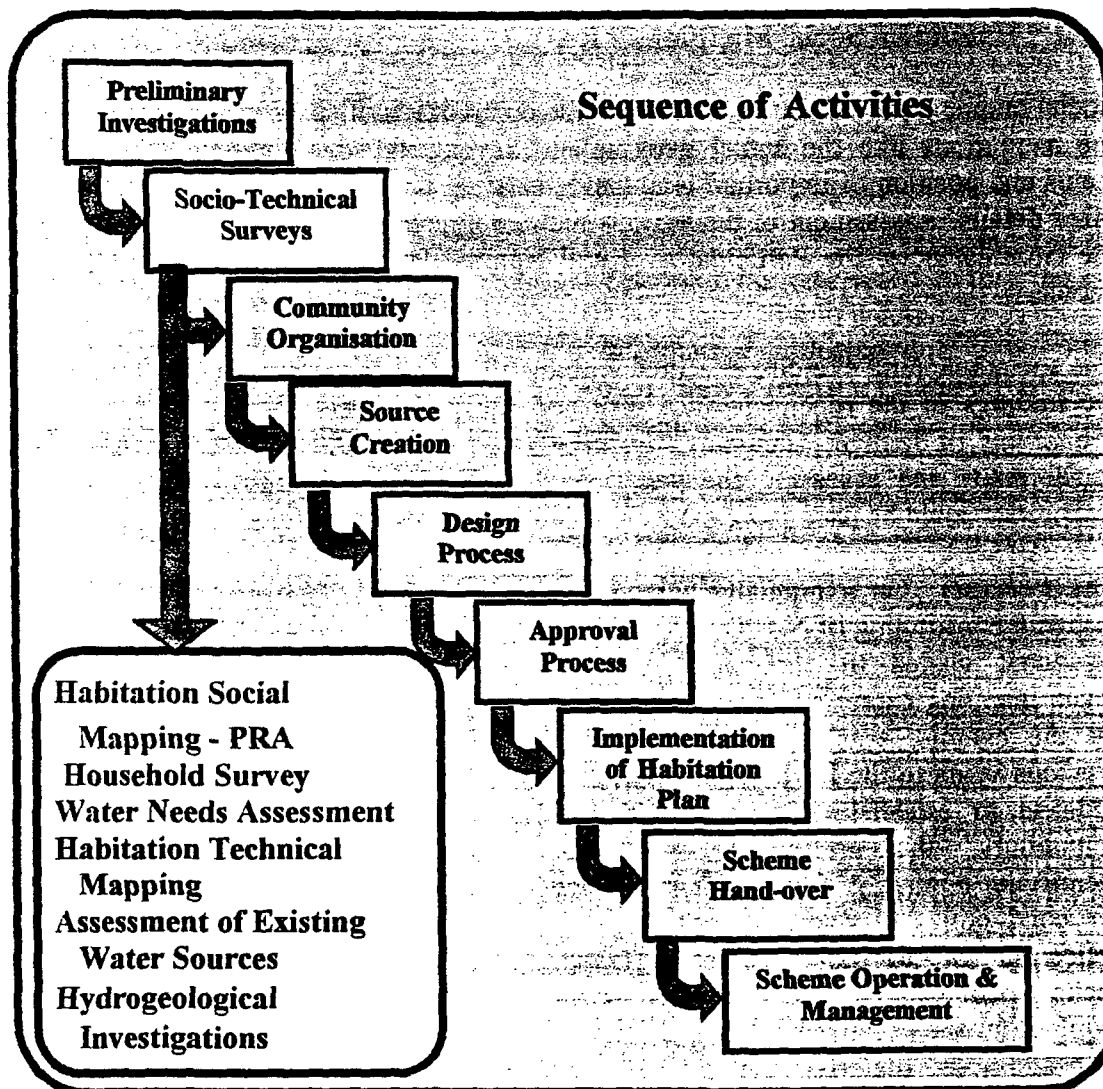 Sequence of Activities
Preliminary
Investigations
Socio-Technical
Surveys
Community
Organisation
Source
Creation
Design
Process
Approval
Process
Implementation
of Habitation
Plan
Scheme
Hand-over
Scheme Operation &
Management
Habitation Social
Mapping - PRA
Household Survey
Water Needs Assessment
Habitation Technical
Mapping
Assessment of Existing
Water Sources
Hydrogeological
Investigations